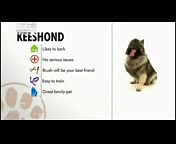 KEESHOND
Likes to bark
No serious issues
Brush will be your best friend
Easy to train
Great family pet